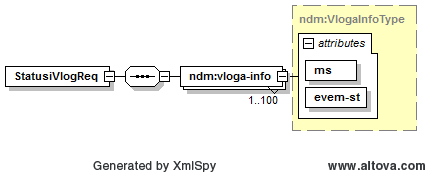 ndm:VlogaInfoType
attributes
StatusiVlogReq
ndm:vloga-info
ms
evem-st
1..100
Generated by XmlSpy
www.altova.com